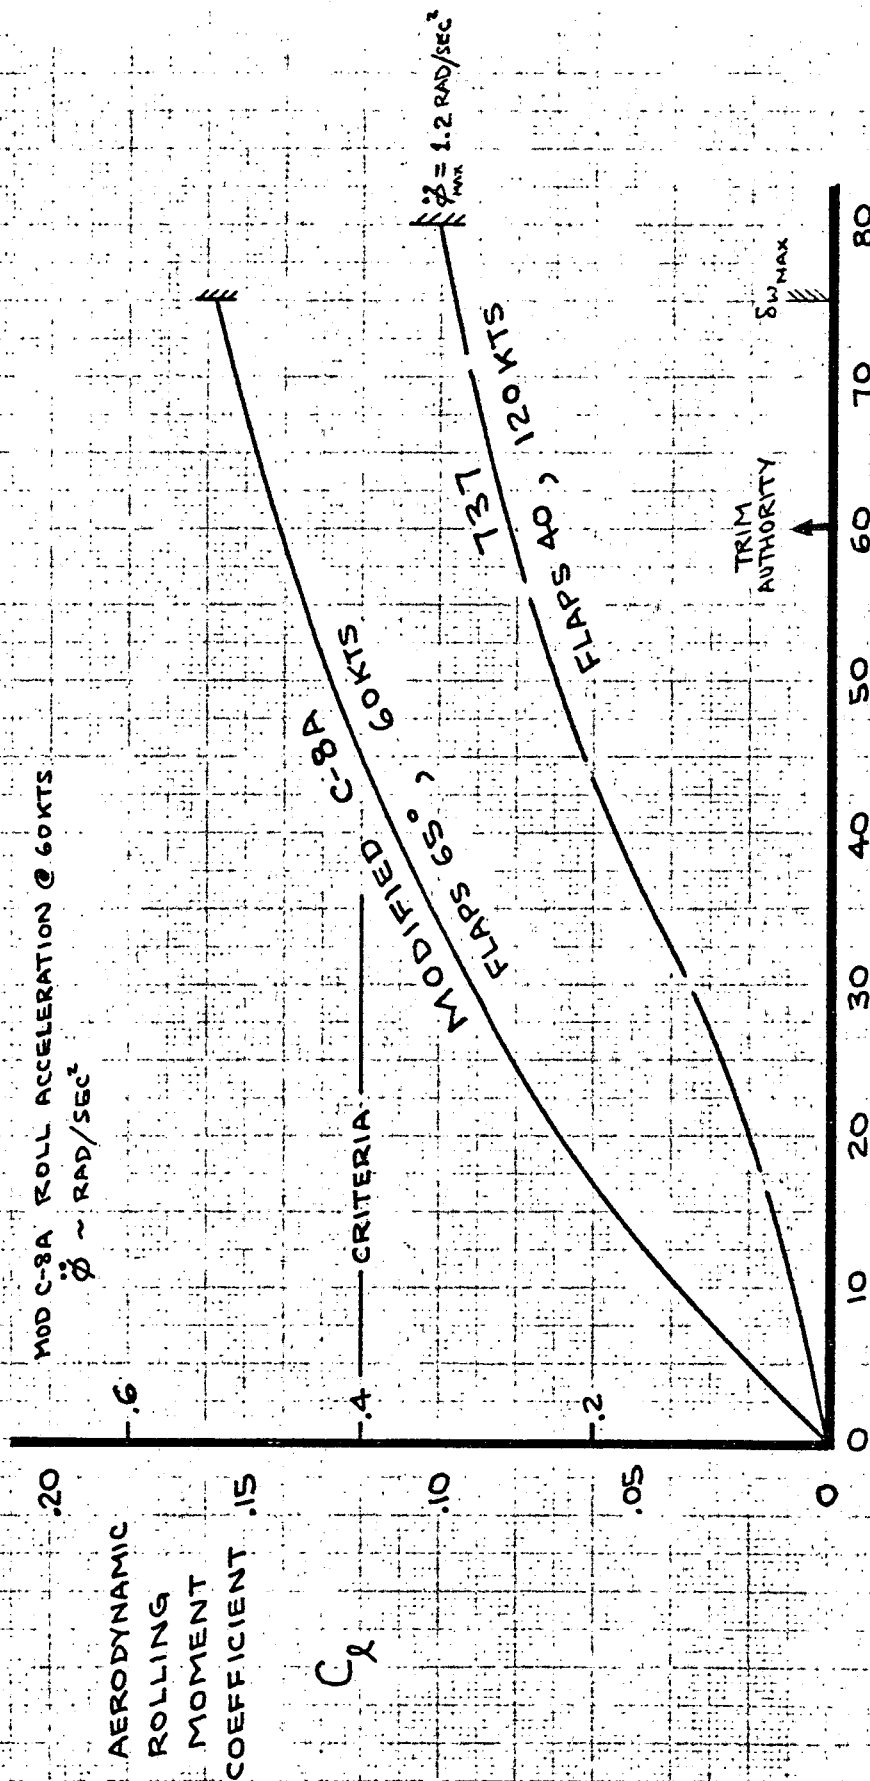 MOD C-8A ROLL ACCELERATION @ 60KTS
φ̈ ~ RAD/SEC²
AERODYNAMIC
ROLLING
MOMENT
COEFFICIENT
Cℓ
.20
.15
.10
.05
0
.6
.4
.2
CRITERIA
MODIFIED C-8A
FLAPS 65°, 60KTS
737
FLAPS 40, 120KTS
φ̈MAX = 1.2 RAD/SEC²
TRIM
AUTHORITY
δWMAX
0 10 20 30 40 50 60 70 80